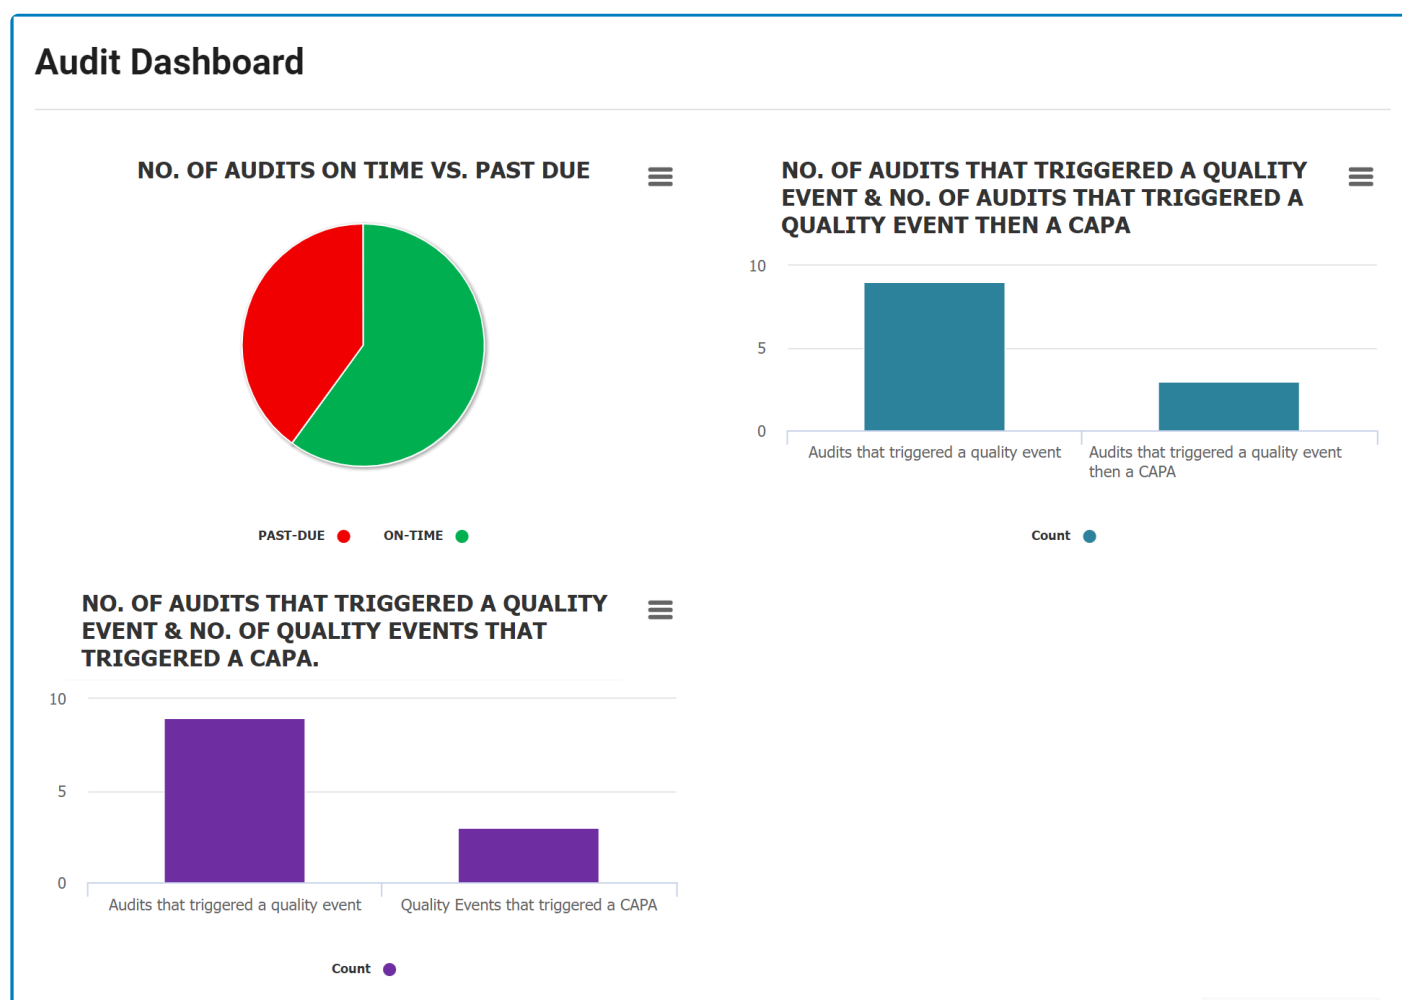 Audit Dashboard
NO. OF AUDITS ON TIME VS. PAST DUE
PAST-DUE
ON-TIME
NO. OF AUDITS THAT TRIGGERED A QUALITY
EVENT & NO. OF AUDITS THAT TRIGGERED A
QUALITY EVENT THEN A CAPA
10
5
0
Audits that triggered a quality event
Audits that triggered a quality event
then a CAPA
Count
NO. OF AUDITS THAT TRIGGERED A QUALITY
EVENT & NO. OF QUALITY EVENTS THAT
TRIGGERED A CAPA.
10
5
0
Audits that triggered a quality event
Quality Events that triggered a CAPA
Count